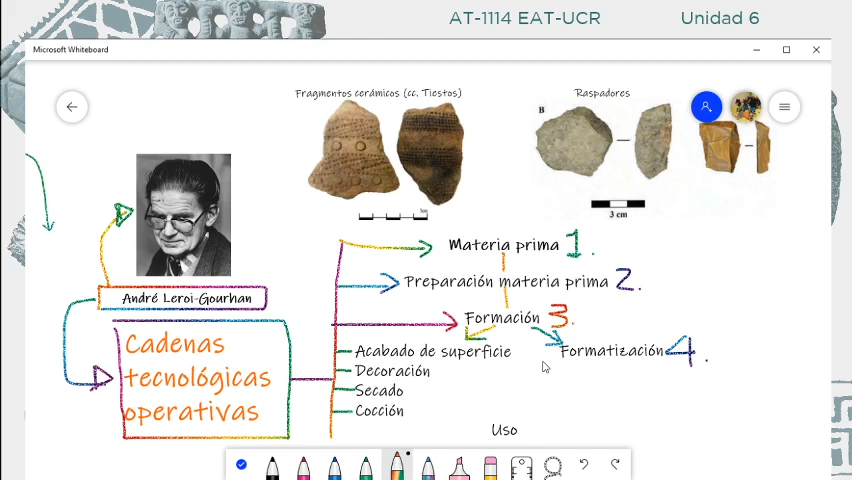 AT-1114 EAT-UCR
Unidad 6
Microsoft Whiteboard
Fragmentos cerámicos (cc. Tiestos)
Raspadores
B
3 cm
Materia prima 1.
Preparación materia prima 2.
André Leroi-Gourhan
Formación 3.
Cadenas
tecnológicas
operativas
Acabado de superficie
Formatización 4.
Decoración
Secado
Cocción
Uso